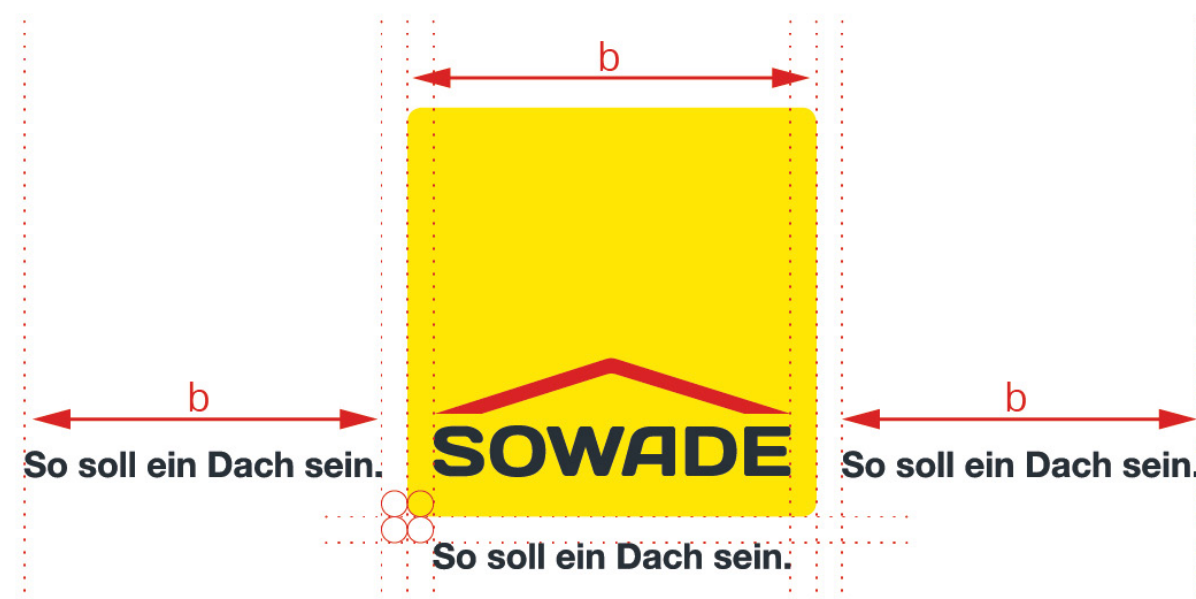 b
b
b
So soll ein Dach sein.
SOWADE
So soll ein Dach sein.
So soll ein Dach sein.